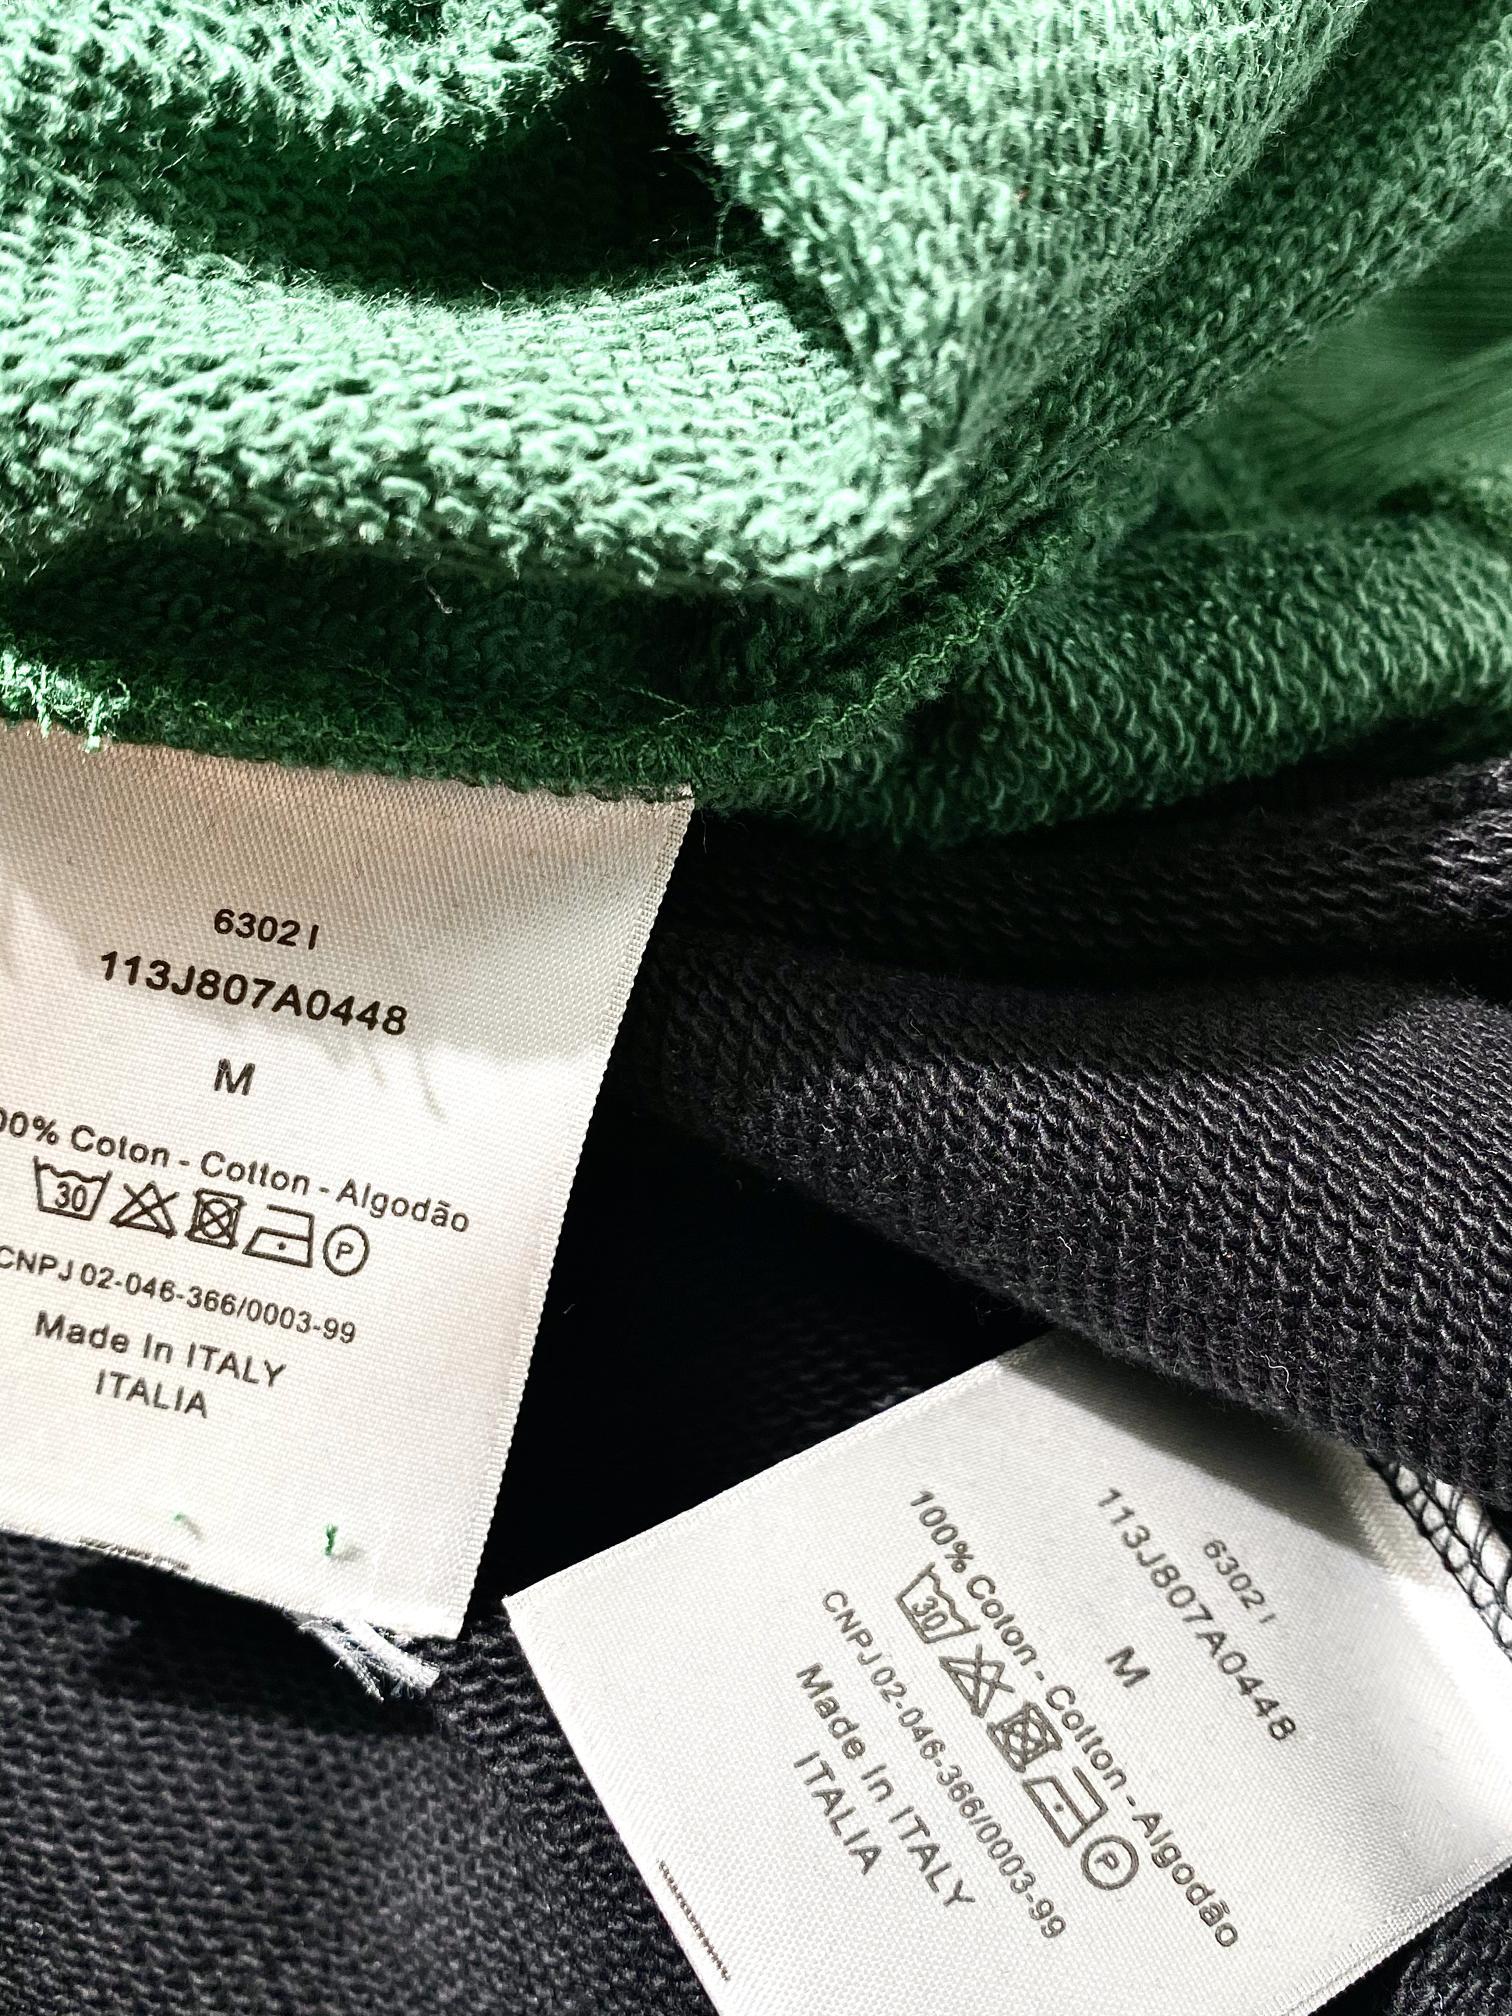 6302 I
113J807A0448
M
00% Coton - Cotton - Algodão
30
P
CNPJ 02-046-366/0003-99
Made In ITALY
ITALIA
6302 I
113J807A0448
M
100% Coton - Cotton - Algodão
30
P
CNPJ 02-046-366/0003-99
Made In ITALY
ITALIA